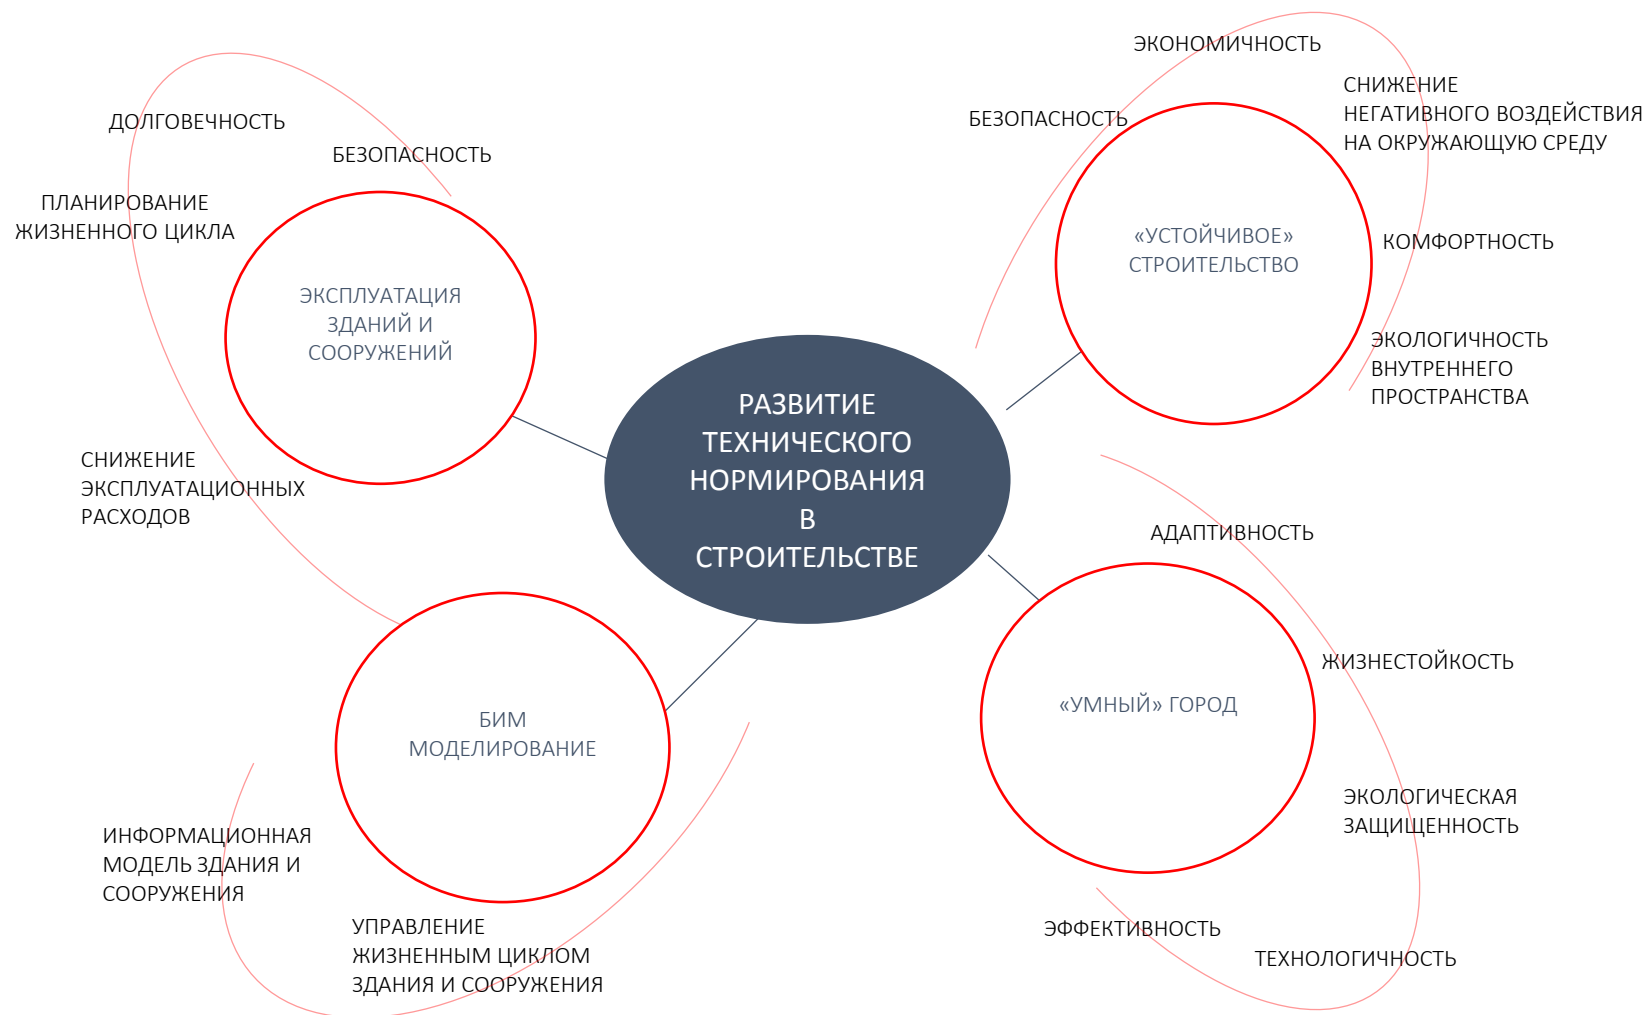 ДОЛГОВЕЧНОСТЬ
БЕЗОПАСНОСТЬ
ПЛАНИРОВАНИЕ
ЖИЗНЕННОГО ЦИКЛА
ЭКСПЛУАТАЦИЯ
ЗДАНИЙ И
СООРУЖЕНИЙ
СНИЖЕНИЕ
ЭКСПЛУАТАЦИОННЫХ
РАСХОДОВ
ЭКОНОМИЧНОСТЬ
БЕЗОПАСНОСТЬ
СНИЖЕНИЕ
НЕГАТИВНОГО ВОЗДЕЙСТВИЯ
НА ОКРУЖАЮЩУЮ СРЕДУ
«УСТОЙЧИВОЕ»
СТРОИТЕЛЬСТВО
КОМФОРТНОСТЬ
ЭКОЛОГИЧНОСТЬ
ВНУТРЕННЕГО
ПРОСТРАНСТВА
РАЗВИТИЕ
ТЕХНИЧЕСКОГО
НОРМИРОВАНИЯ
В
СТРОИТЕЛЬСТВЕ
БИМ
МОДЕЛИРОВАНИЕ
ИНФОРМАЦИОННАЯ
МОДЕЛЬ ЗДАНИЯ И
СООРУЖЕНИЯ
УПРАВЛЕНИЕ
ЖИЗНЕННЫМ ЦИКЛОМ
ЗДАНИЯ И СООРУЖЕНИЯ
АДАПТИВНОСТЬ
ЖИЗНЕСТОЙКОСТЬ
«УМНЫЙ» ГОРОД
ЭКОЛОГИЧЕСКАЯ
ЗАЩИЩЕННОСТЬ
ЭФФЕКТИВНОСТЬ
ТЕХНОЛОГИЧНОСТЬ